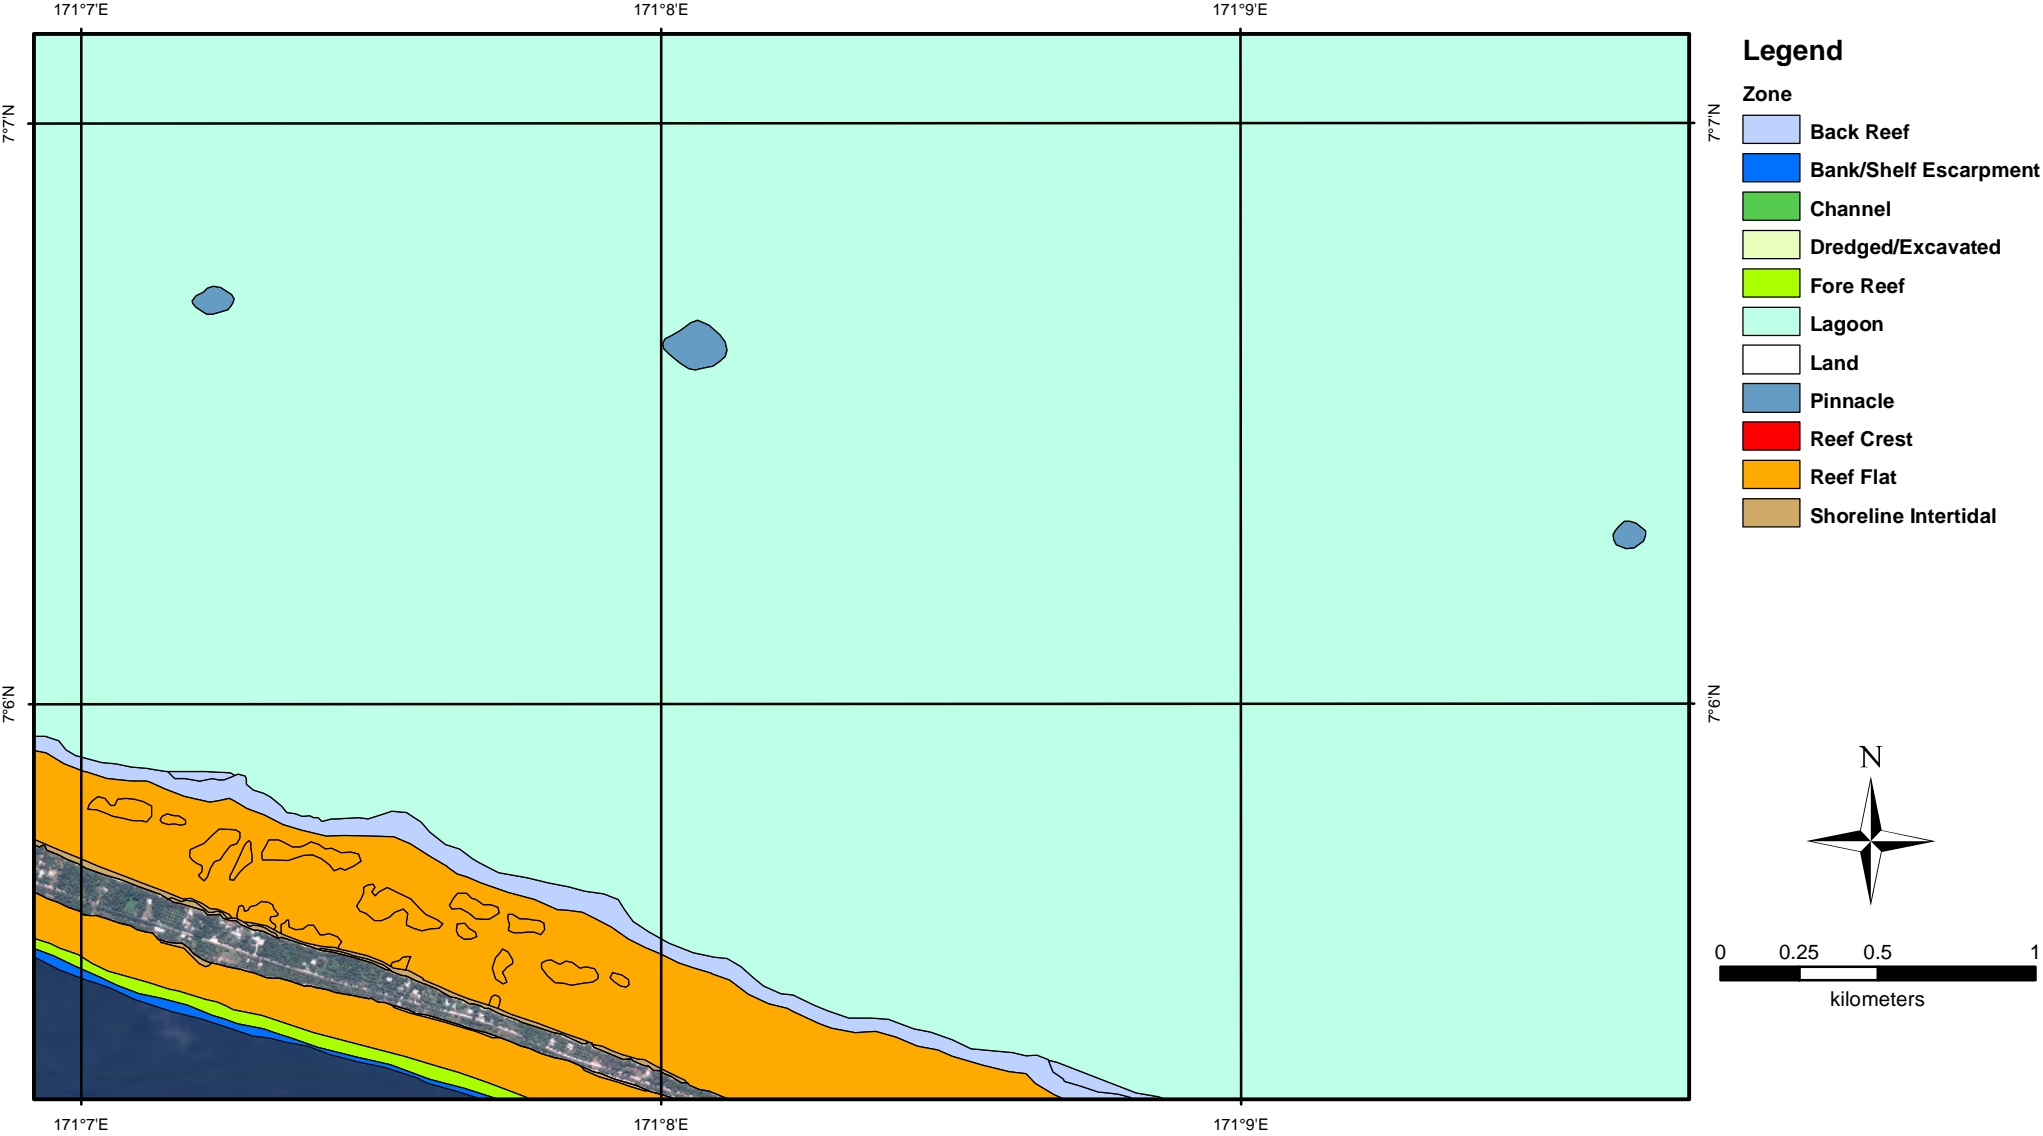 171°7'E
171°8'E
171°9'E
7°7'N
7°7'N
7°6'N
7°6'N
171°7'E
171°8'E
171°9'E
Legend
Zone
Back Reef
Bank/Shelf Escarpment
Channel
Dredged/Excavated
Fore Reef
Lagoon
Land
Pinnacle
Reef Crest
Reef Flat
Shoreline Intertidal
N
0 0.25 0.5 1
kilometers